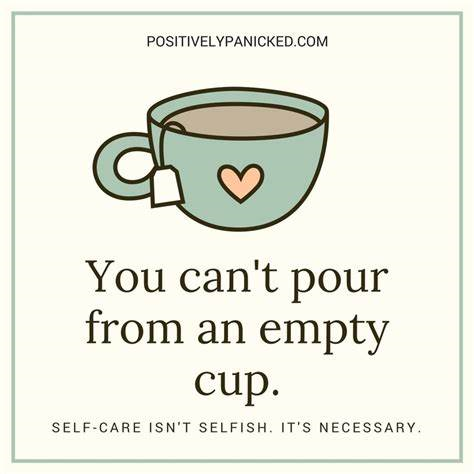 POSITIVELYPANICKED.COM
You can't pour
from an empty
cup.
SELF-CARE ISN'T SELFISH. IT'S NECESSARY.